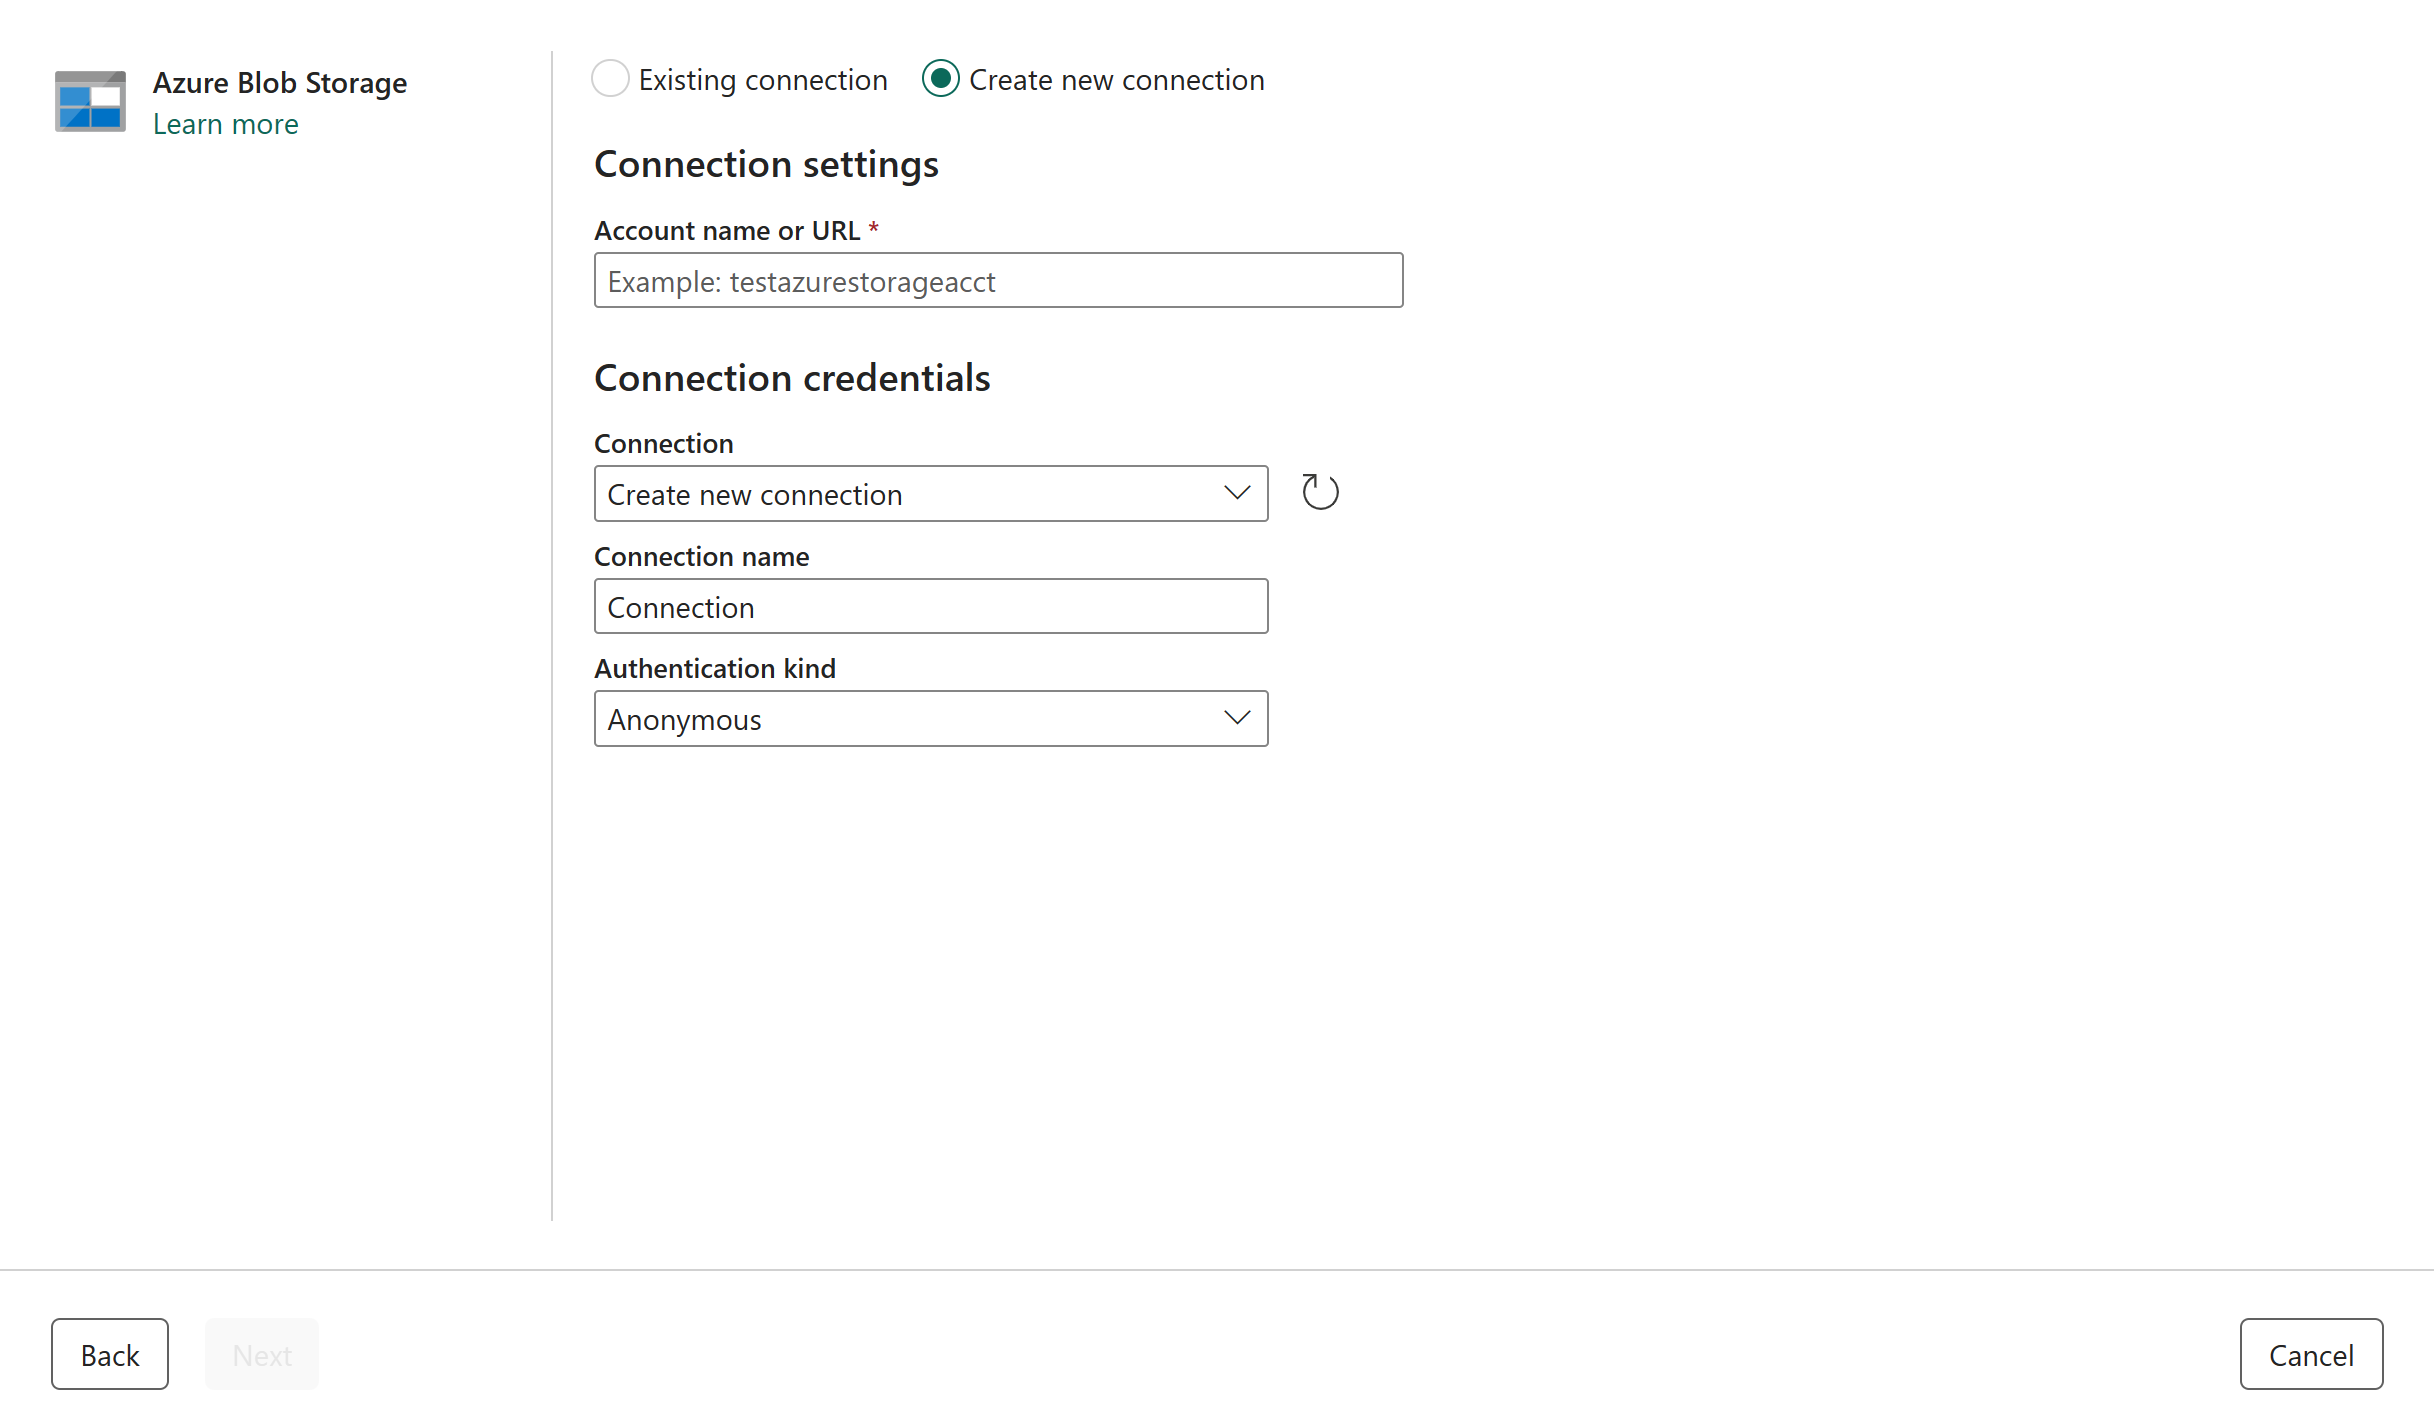 Azure Blob Storage
Learn more
Existing connection
Create new connection
Connection settings
Account name or URL *
Example: testazurestorageacct
Connection credentials
Connection
Create new connection
Connection name
Connection
Authentication kind
Anonymous
Back
Next
Cancel